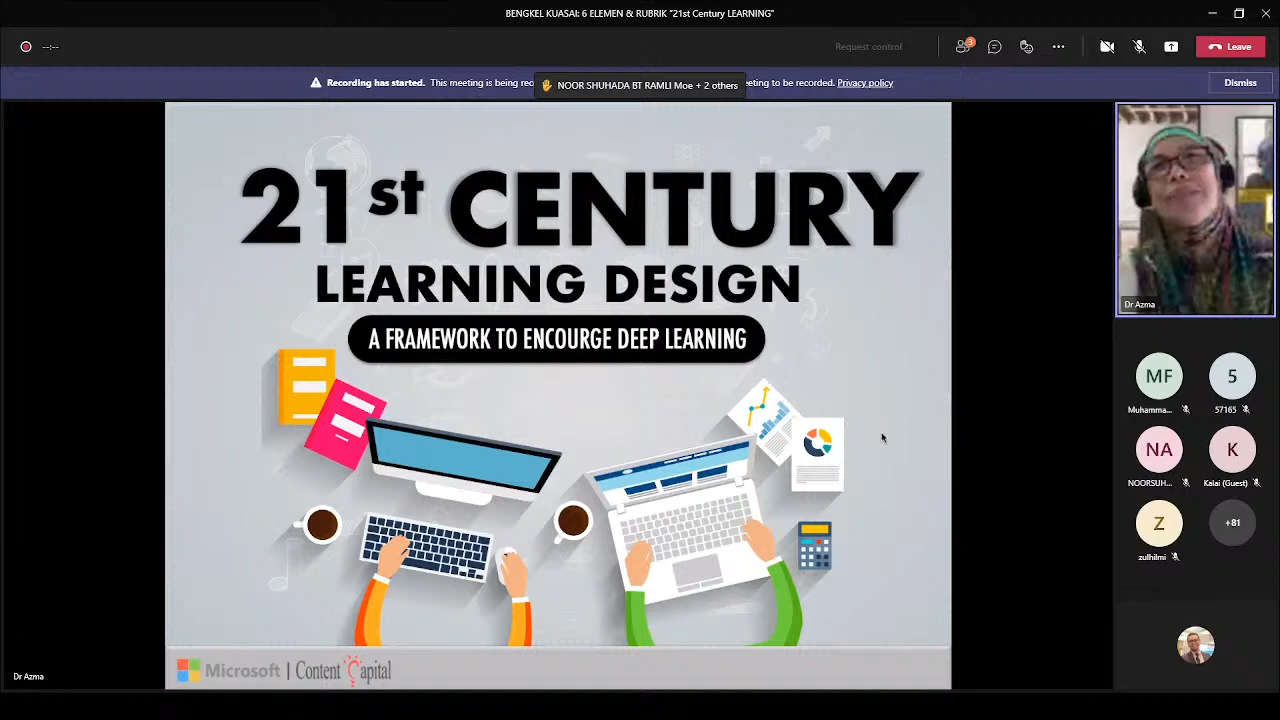 BENGKEL KUASAI: 6 ELEMEN & RUBRIK "21st Century LEARNING"
--:--
Request control
3
Leave
Recording has started. This meeting is being rec
NOOR SHUHADA BT RAMLI Moe + 2 others
eeting to be recorded. Privacy policy
Dismiss
21st CENTURY
LEARNING DESIGN
A FRAMEWORK TO ENCOURGE DEEP LEARNING
Microsoft | Content Capital
Dr Azma
Dr Azma
MF
Muhamma...
5
57165
NA
NOORSUH...
K
Kalai (Guest)
Z
zulhilmi
+81